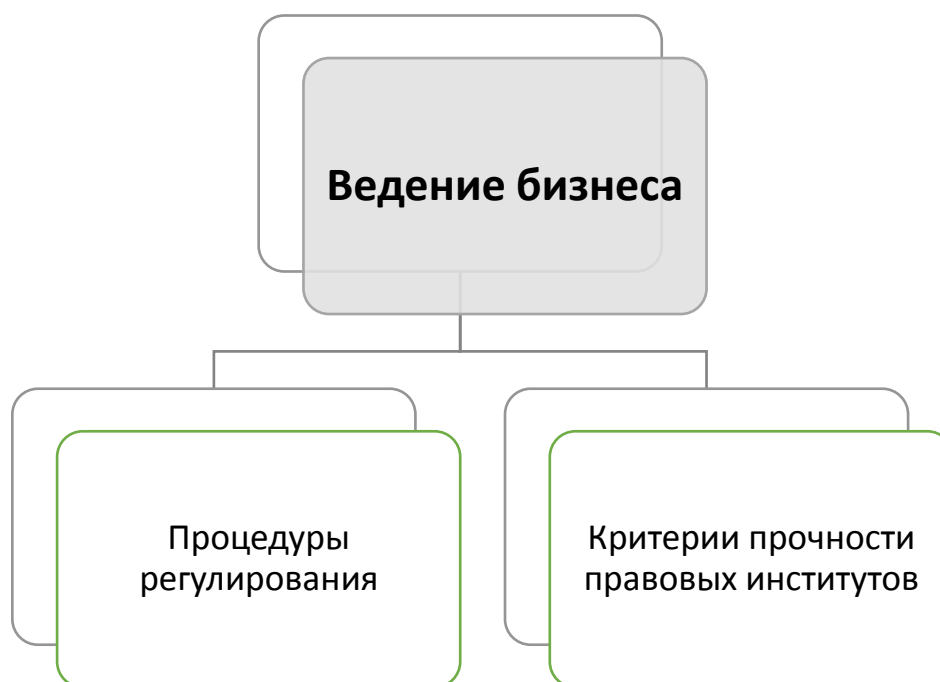 Ведение бизнеса
Процедуры
регулирования
Критерии прочности
правовых институтов